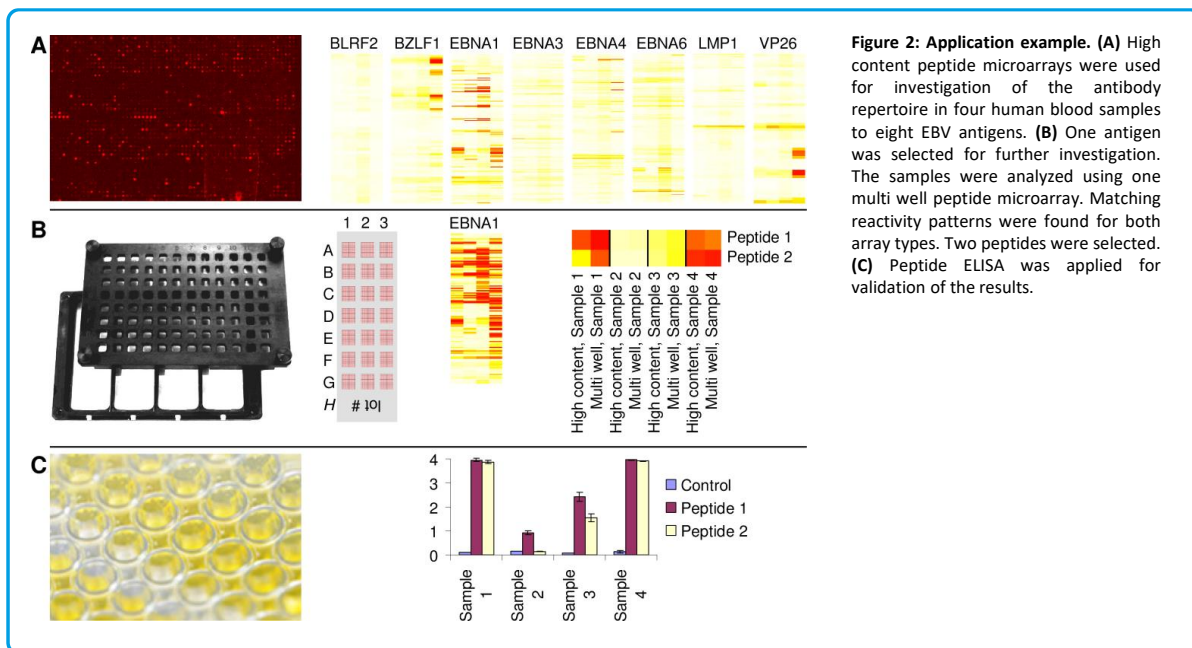 A
BLRF2 BZLF1 EBNA1 EBNA3 EBNA4 EBNA6 LMP1 VP26
B
1 2 3
A
B
C
D
E
F
G
H lot #
EBNA1
Peptide 1
Peptide 2
High content, Sample 1
Multi well, Sample 1
High content, Sample 2
Multi well, Sample 2
High content, Sample 3
Multi well, Sample 3
High content, Sample 4
Multi well, Sample 4
C
4
3
2
1
0
Control
Peptide 1
Peptide 2
Sample 1
Sample 2
Sample 3
Sample 4
Figure 2: Application example. (A) High
content peptide microarrays were used
for investigation of the antibody
repertoire in four human blood samples
to eight EBV antigens. (B) One antigen
was selected for further investigation.
The samples were analyzed using one
multi well peptide microarray. Matching
reactivity patterns were found for both
array types. Two peptides were selected.
(C) Peptide ELISA was applied for
validation of the results.